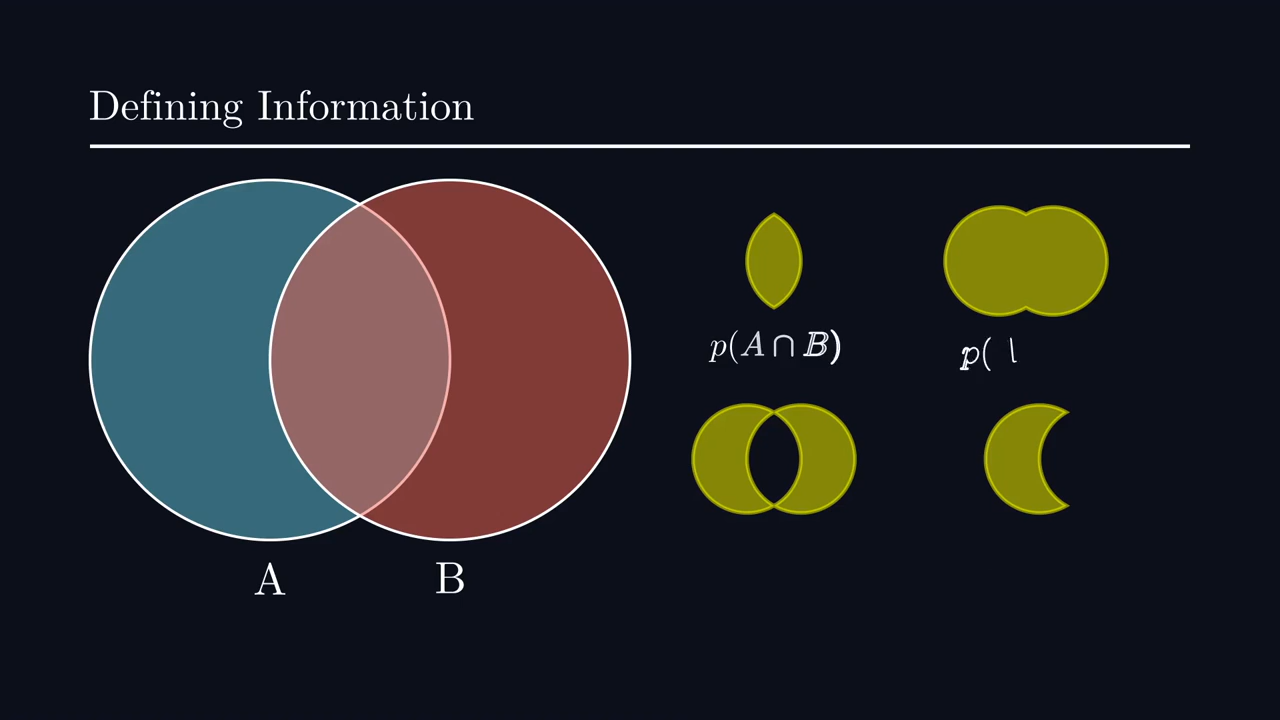 Defining Information
p(A ∩ B)
p(
A
B